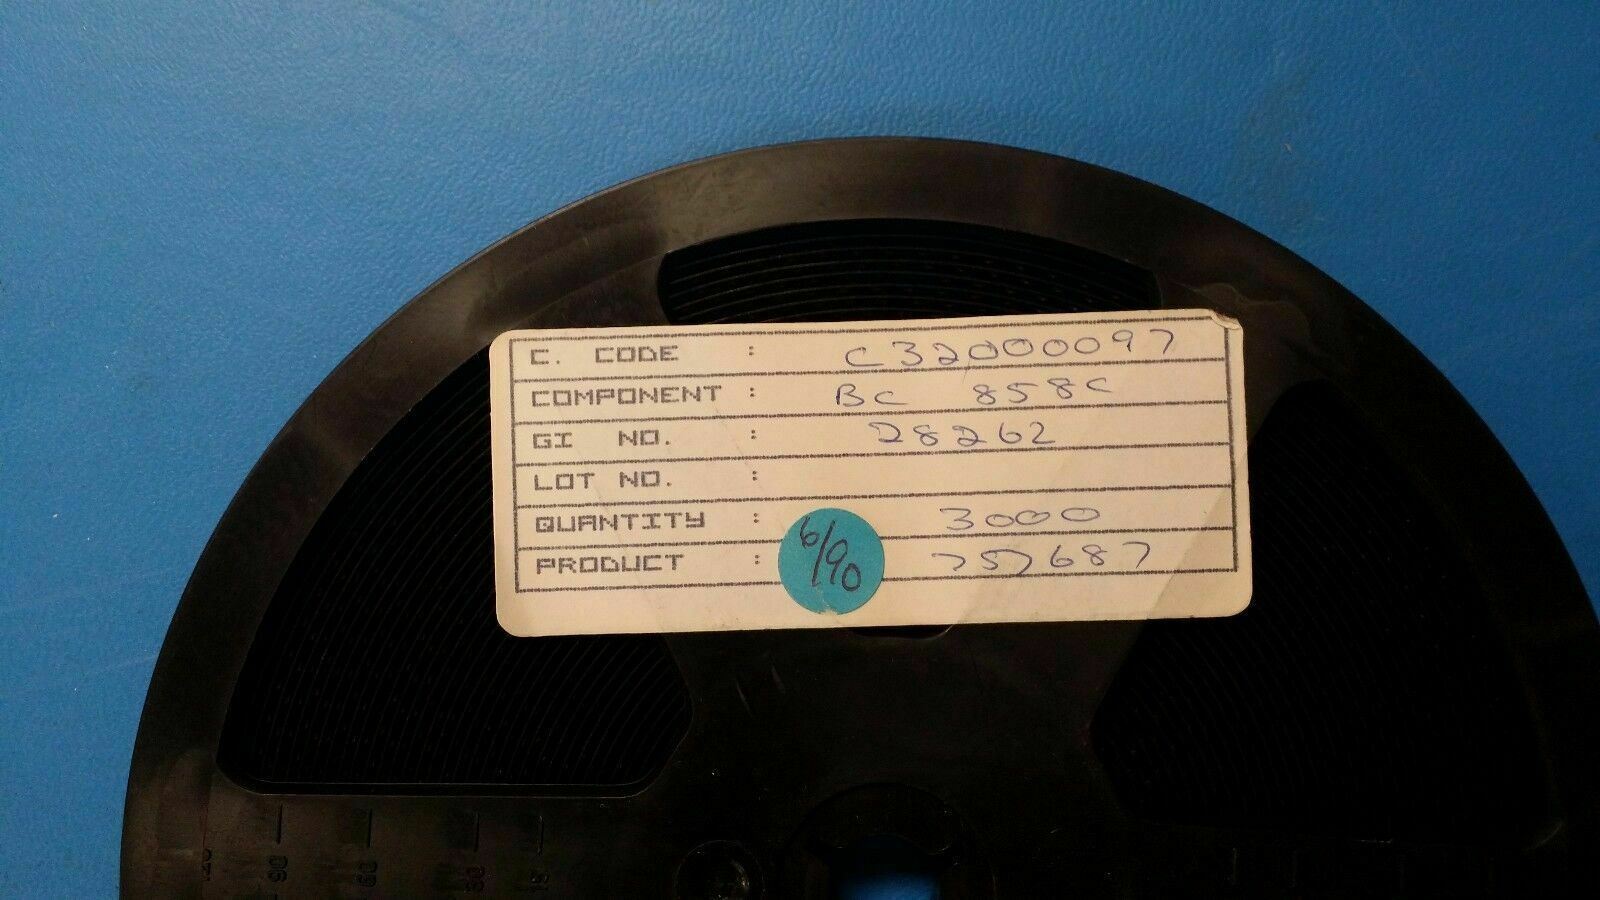 C. CODE : C32000097
COMPONENT : BC 858C
GI NO. : 28262
LOT NO. :
QUANTITY : 3000
PRODUCT : 757687
6/90